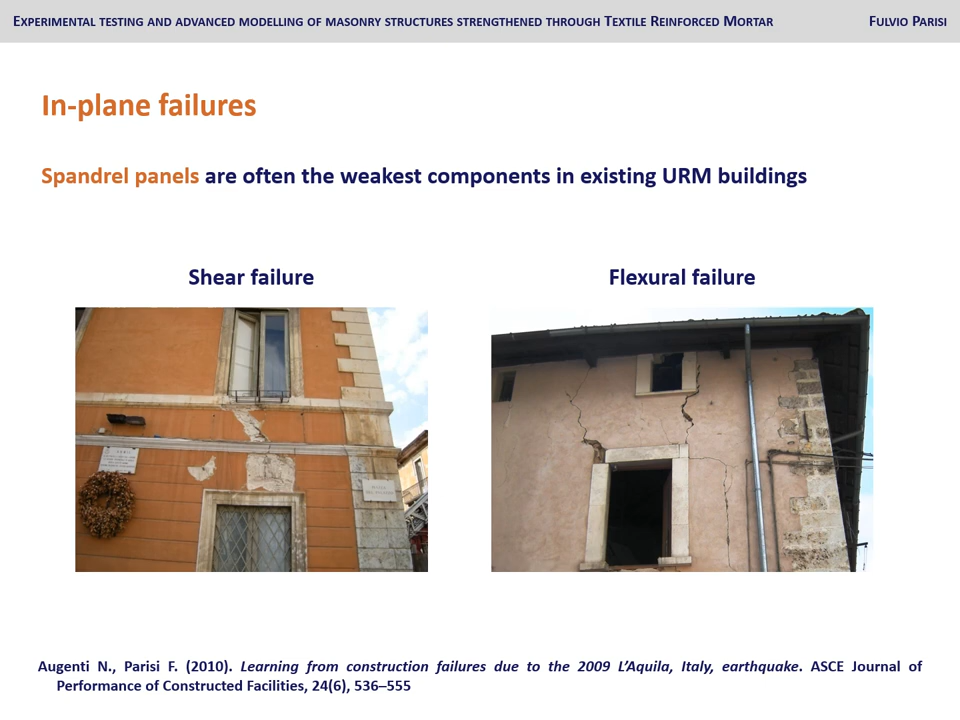 EXPERIMENTAL TESTING AND ADVANCED MODELLING OF MASONRY STRUCTURES STRENGTHENED THROUGH TEXTILE REINFORCED MORTAR FULVIO PARISI
In-plane failures
Spandrel panels are often the weakest components in existing URM buildings
Shear failure Flexural failure
Augenti N., Parisi F. (2010). Learning from construction failures due to the 2009 L’Aquila, Italy, earthquake. ASCE Journal of
Performance of Constructed Facilities, 24(6), 536–555